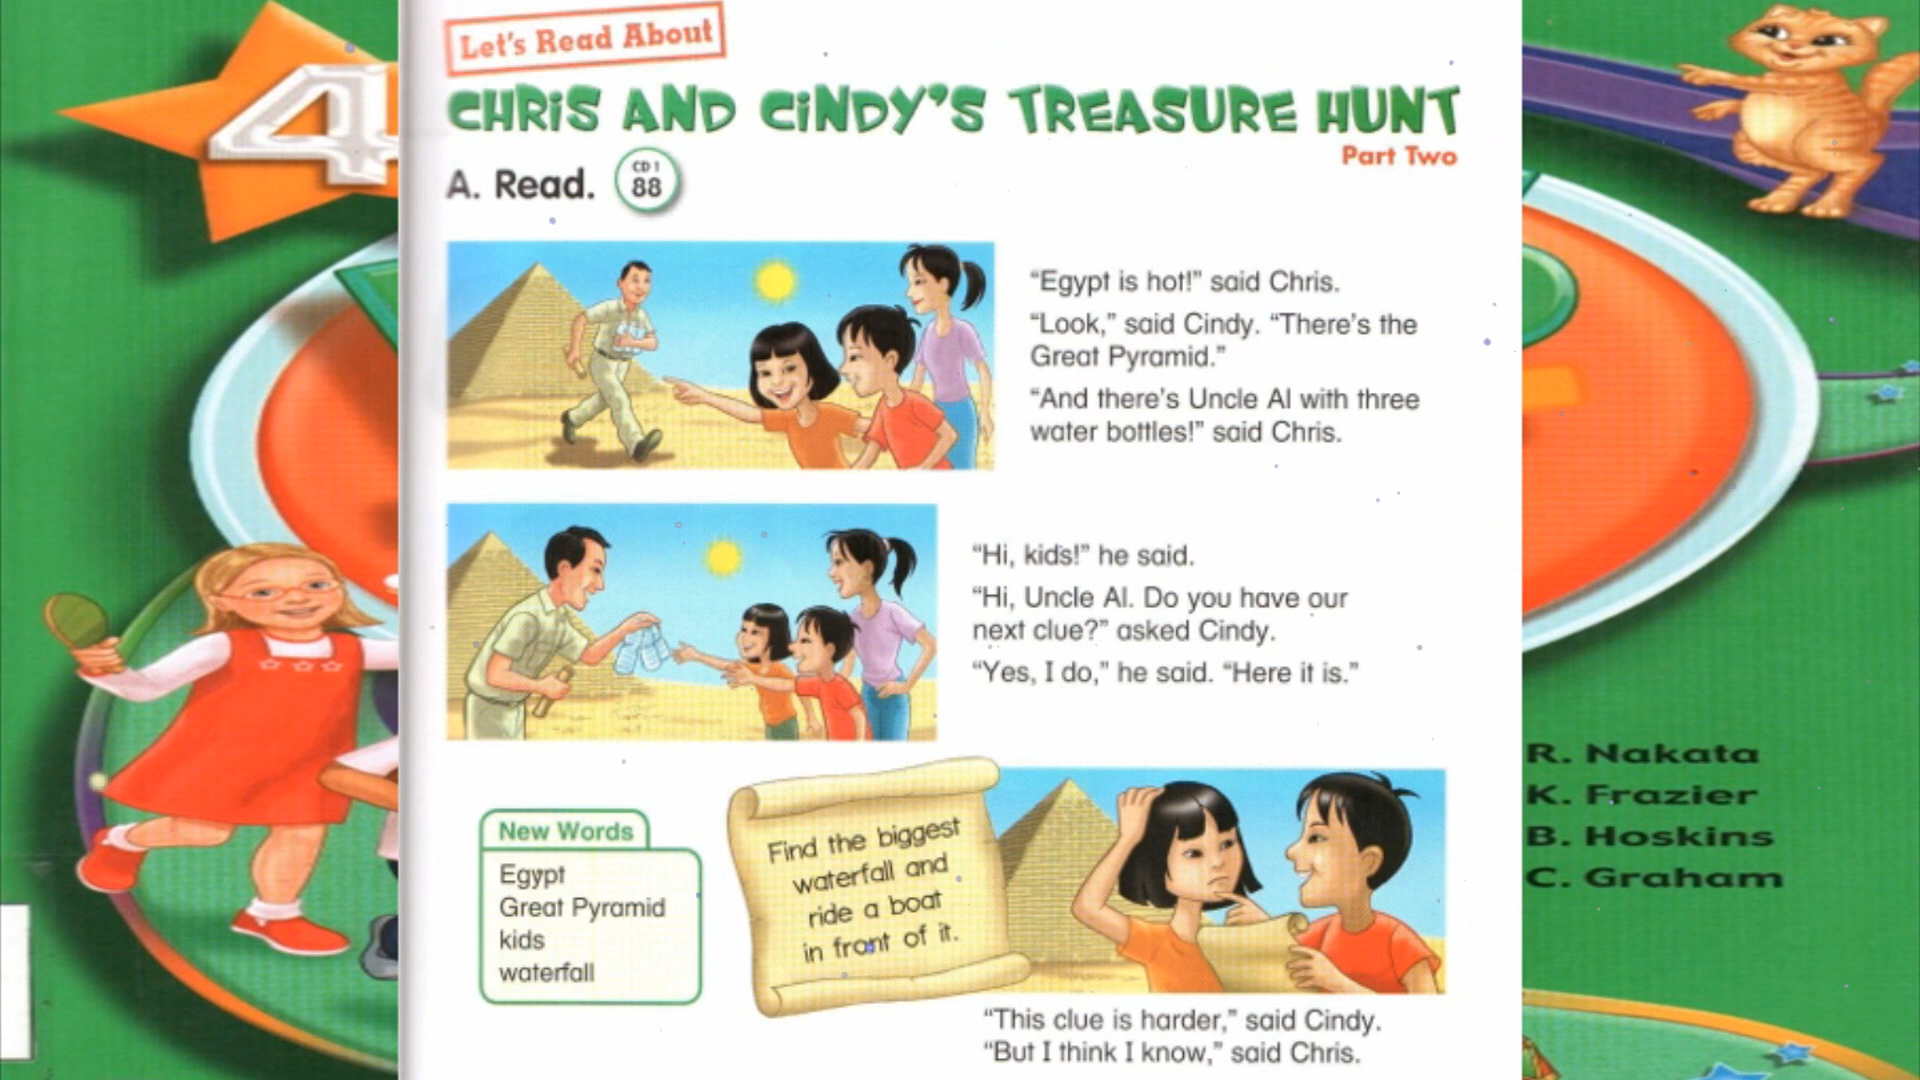 4
Let's Read About
CHRIS AND CINDY'S TREASURE HUNT
Part Two
A. Read.
CD 1
88
“Egypt is hot!” said Chris.
“Look,” said Cindy. “There's the
Great Pyramid.”
“And there's Uncle Al with three
water bottles!” said Chris.
“Hi, kids!” he said.
“Hi, Uncle Al. Do you have our
next clue?” asked Cindy.
“Yes, I do,” he said. “Here it is.”
New Words
Egypt
Great Pyramid
kids
waterfall
Find the biggest
waterfall and
ride a boat
in front of it.
“This clue is harder,” said Cindy.
“But I think I know,” said Chris.
R. Nakata
K. Frazier
B. Hoskins
C. Graham